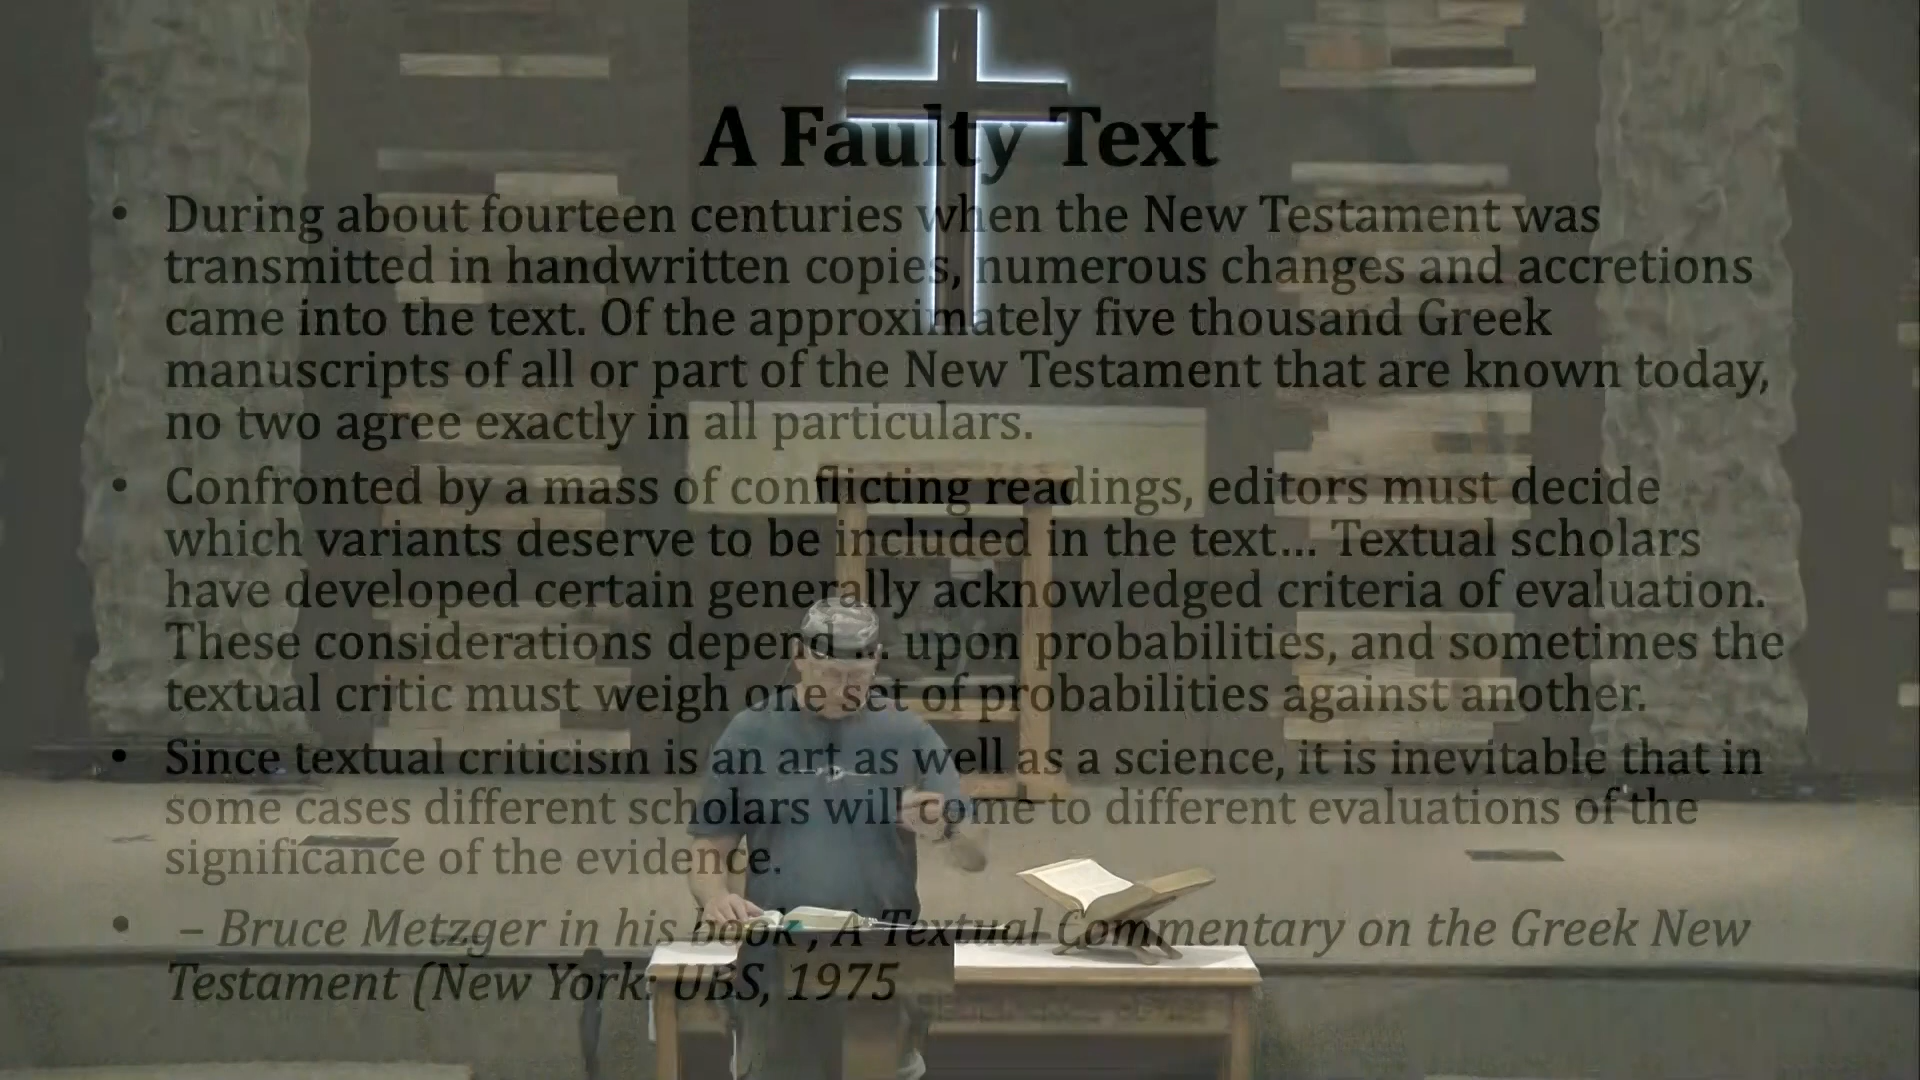 A Faulty Text
• During about fourteen centuries when the New Testament was
transmitted in handwritten copies, numerous changes and accretions
came into the text. Of the approximately five thousand Greek
manuscripts of all or part of the New Testament that are known today,
no two agree exactly in all particulars.
• Confronted by a mass of conflicting readings, editors must decide
which variants deserve to be included in the text... Textual scholars
have developed certain generally acknowledged criteria of evaluation.
These considerations depend ... upon probabilities, and sometimes the
textual critic must weigh one set of probabilities against another.
• Since textual criticism is an art as well as a science, it is inevitable that in
some cases different scholars will come to different evaluations of the
significance of the evidence.
• – Bruce Metzger in his book , A Textual Commentary on the Greek New
Testament (New York: UBS, 1975